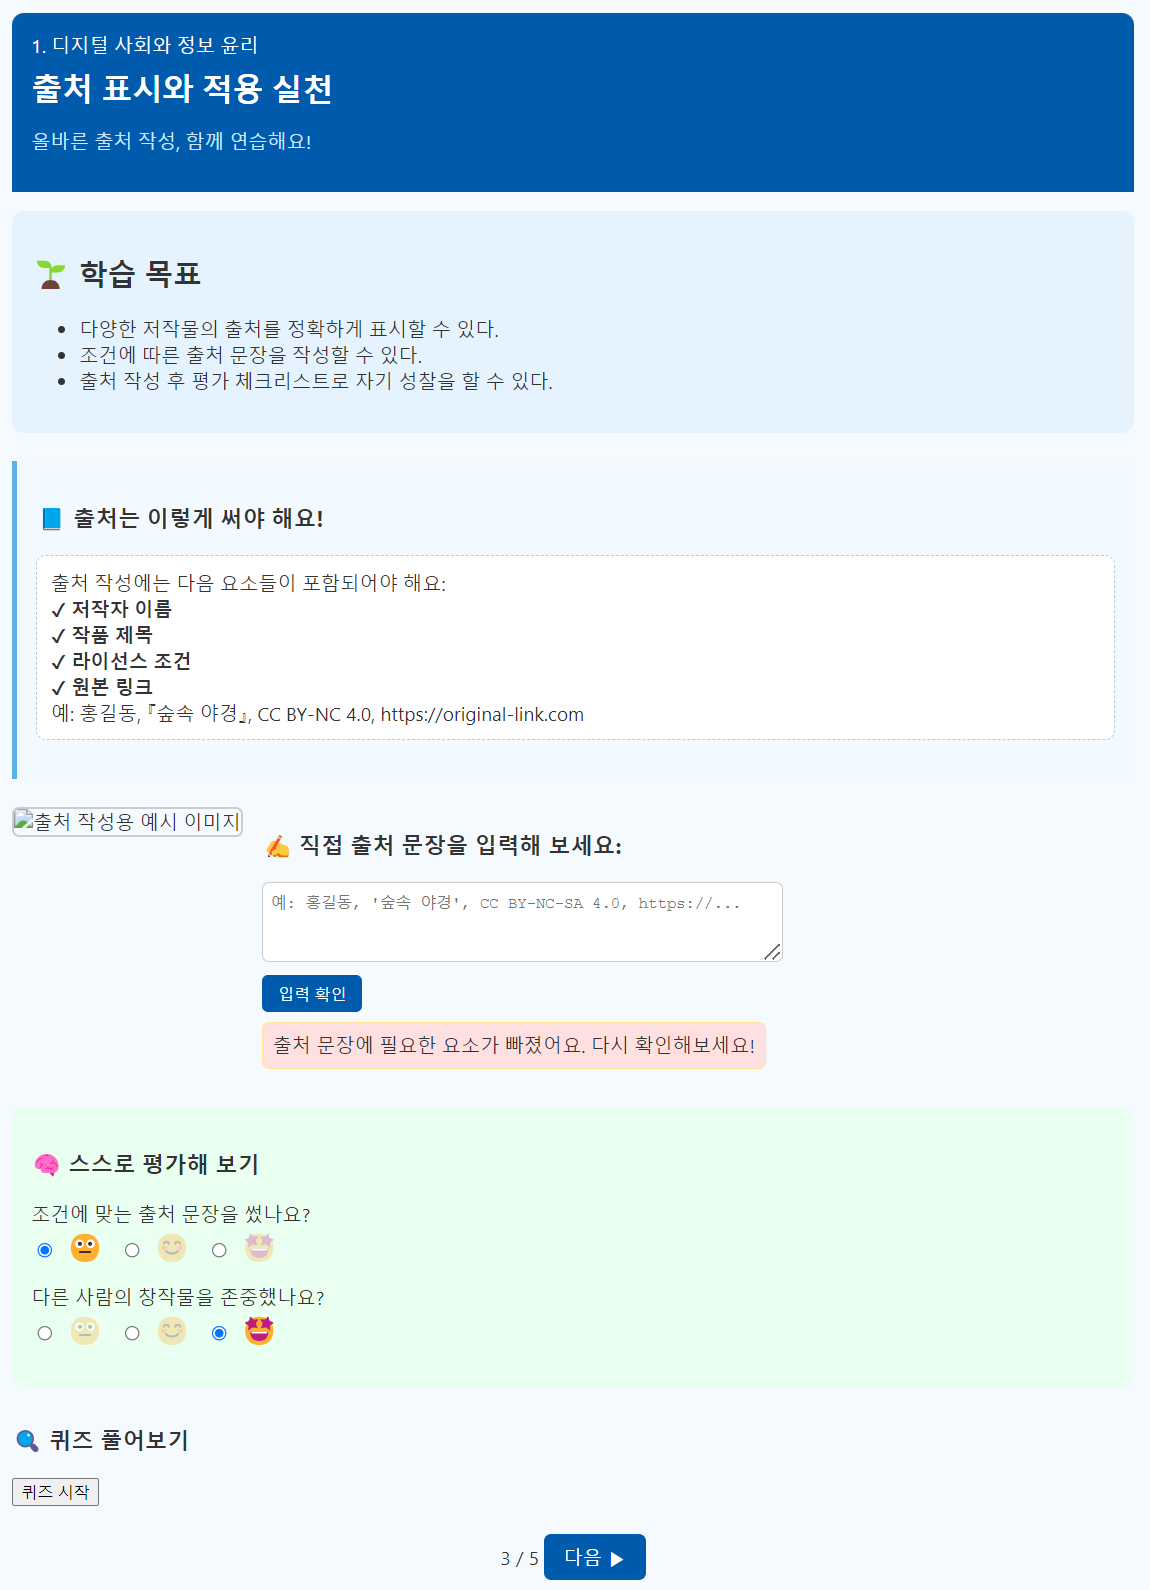 1. 디지털 사회와 정보 윤리
출처 표시와 적용 실천
올바른 출처 작성, 함께 연습해요!
🌱 학습 목표
• 다양한 저작물의 출처를 정확하게 표시할 수 있다.
• 조건에 따른 출처 문장을 작성할 수 있다.
• 출처 작성 후 평가 체크리스트로 자기 성찰을 할 수 있다.
📘 출처는 이렇게 써야 해요!
출처 작성에는 다음 요소들이 포함되어야 해요:
✓ 저작자 이름
✓ 작품 제목
✓ 라이선스 조건
✓ 원본 링크
예: 홍길동, 『숲속 야경』, CC BY-NC 4.0, https://original-link.com
출처 작성용 예시 이미지
✍️ 직접 출처 문장을 입력해 보세요:
예: 홍길동, '숲속 야경', CC BY-NC-SA 4.0, https://...
입력 확인
출처 문장에 필요한 요소가 빠졌어요. 다시 확인해보세요!
🧠 스스로 평가해 보기
조건에 맞는 출처 문장을 썼나요?
다른 사람의 창작물을 존중했나요?
🔍 퀴즈 풀어보기
퀴즈 시작
3 / 5 다음 ▶